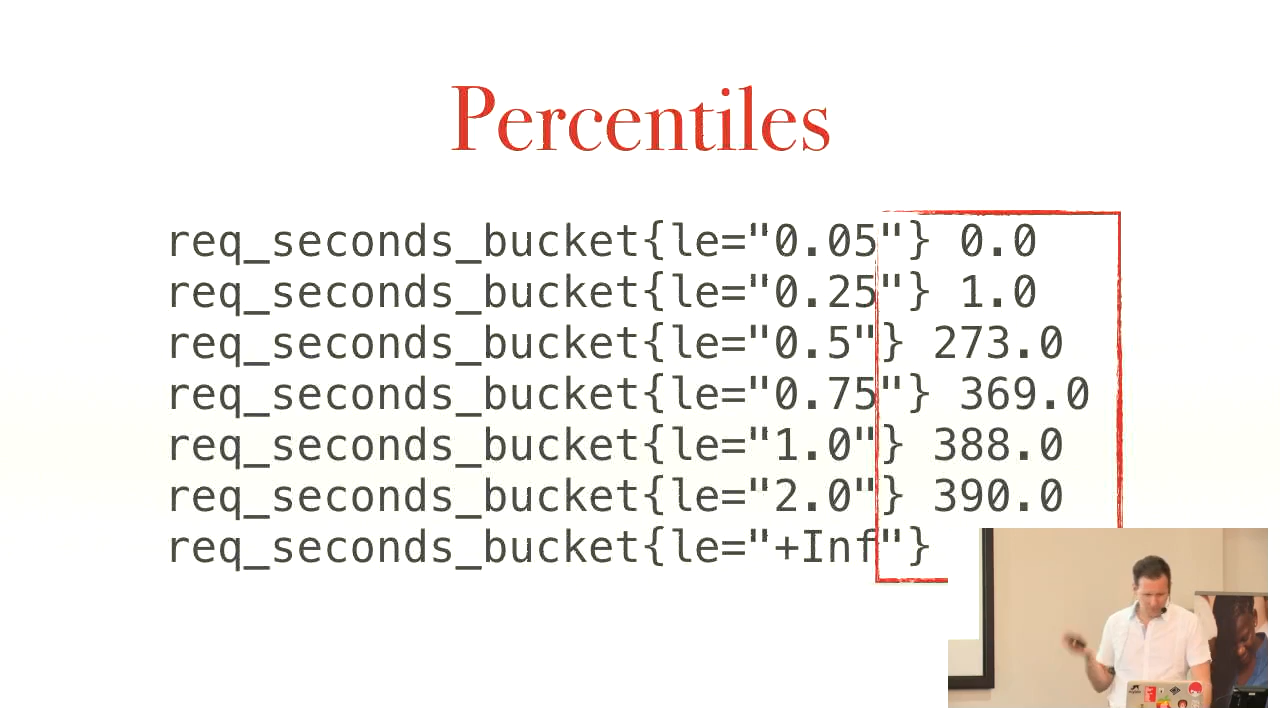 Percentiles
req_seconds_bucket{le="0.05"} 0.0
req_seconds_bucket{le="0.25"} 1.0
req_seconds_bucket{le="0.5"} 273.0
req_seconds_bucket{le="0.75"} 369.0
req_seconds_bucket{le="1.0"} 388.0
req_seconds_bucket{le="2.0"} 390.0
req_seconds_bucket{le="+Inf"}